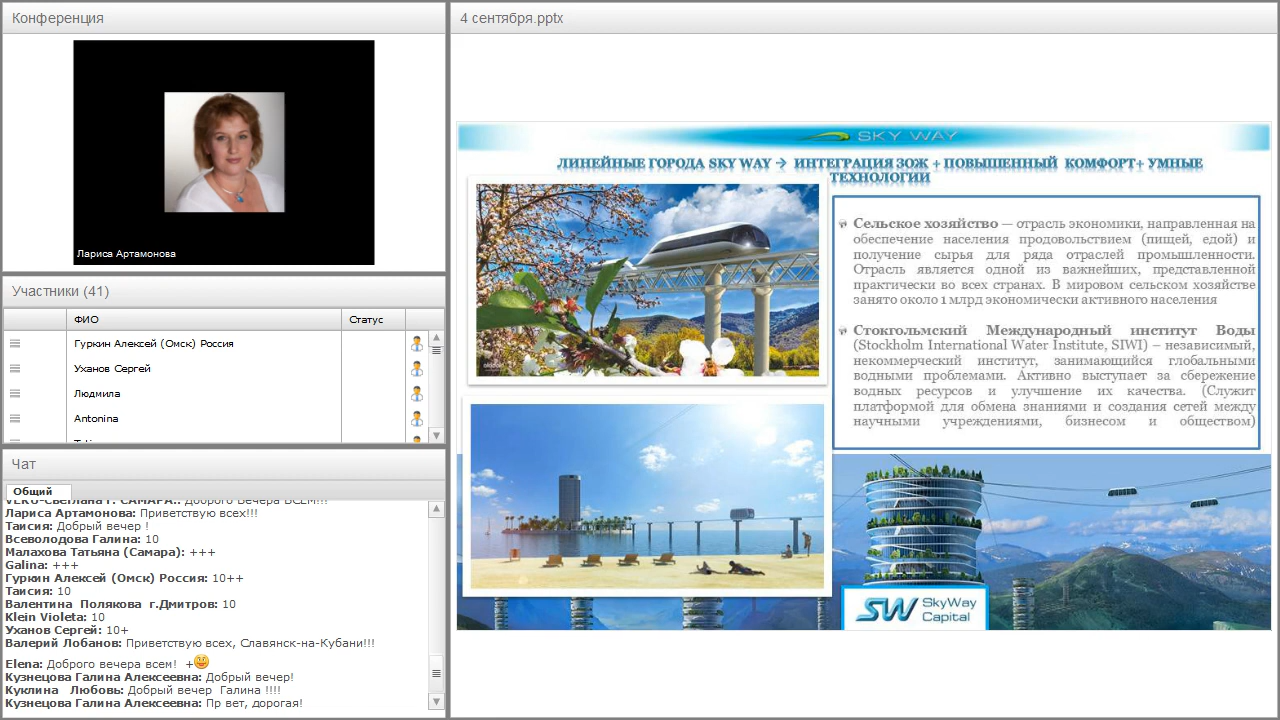 Конференция
Лариса Артамонова
Участники (41)
ФИО Статус
Гуркин Алексей (Омск) Россия
Уханов Сергей
Людмила
Antonina
Чат
Общий
Доброго вечера ВСЕМ!!!
Лариса Артамонова: Приветствую всех!!!
Таисия: Добрый вечер !
Всеволодова Галина: 10
Малахова Татьяна (Самара): +++
Galina: +++
Гуркин Алексей (Омск) Россия: 10++
Таисия: 10
Валентина Полякова г.Дмитров: 10
Klein Violeta: 10
Уханов Сергей: 10+
Валерий Лобанов: Приветствую всех, Славянск-на-Кубани!!!
Elena: Доброго вечера всем! +
Кузнецова Галина Алексеевна: Добрый вечер!
Куклина Любовь: Добрый вечер Галина !!!!
Кузнецова Галина Алексеевна: Пр вет, дорогая!
4 сентября.pptx
SKY WAY
ЛИНЕЙНЫЕ ГОРОДА SKY WAY → ИНТЕГРАЦИЯ ЗОЖ + ПОВЫШЕННЫЙ КОМФОРТ+ УМНЫЕ
ТЕХНОЛОГИИ
Сельское хозяйство — отрасль экономики, направленная на
обеспечение населения продовольствием (пищей, едой) и
получение сырья для ряда отраслей промышленности.
Отрасль является одной из важнейших, представленной
практически во всех странах. В мировом сельском хозяйстве
занято около 1 млрд экономически активного населения
Стокгольмский Международный институт Воды
(Stockholm International Water Institute, SIWI) – независимый,
некоммерческий институт, занимающийся глобальными
водными проблемами. Активно выступает за сбережение
водных ресурсов и улучшение их качества. (Служит
платформой для обмена знаниями и создания сетей между
научными учреждениями, бизнесом и обществом)
SW SkyWay
Capital